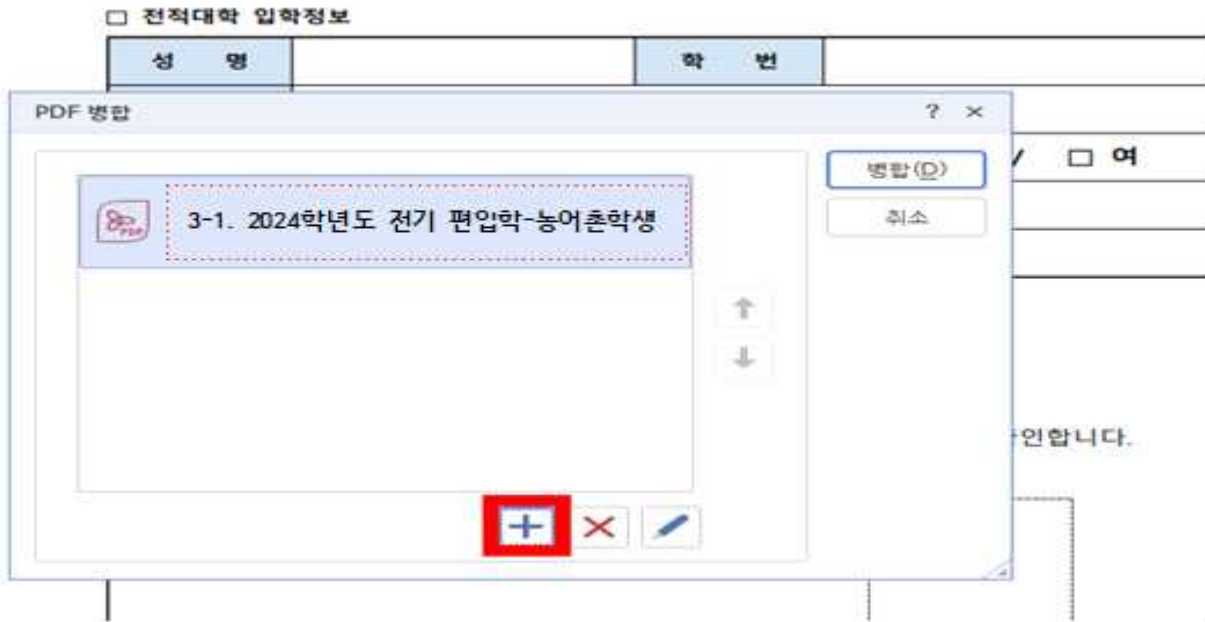 □ 전적대학 입학정보
성 명
학 번
PDF 병합
? ×
/ □ 여
병합(D)
취소
PDF
3-1. 2024학년도 전기 편입학-농어촌학생
인합니다.